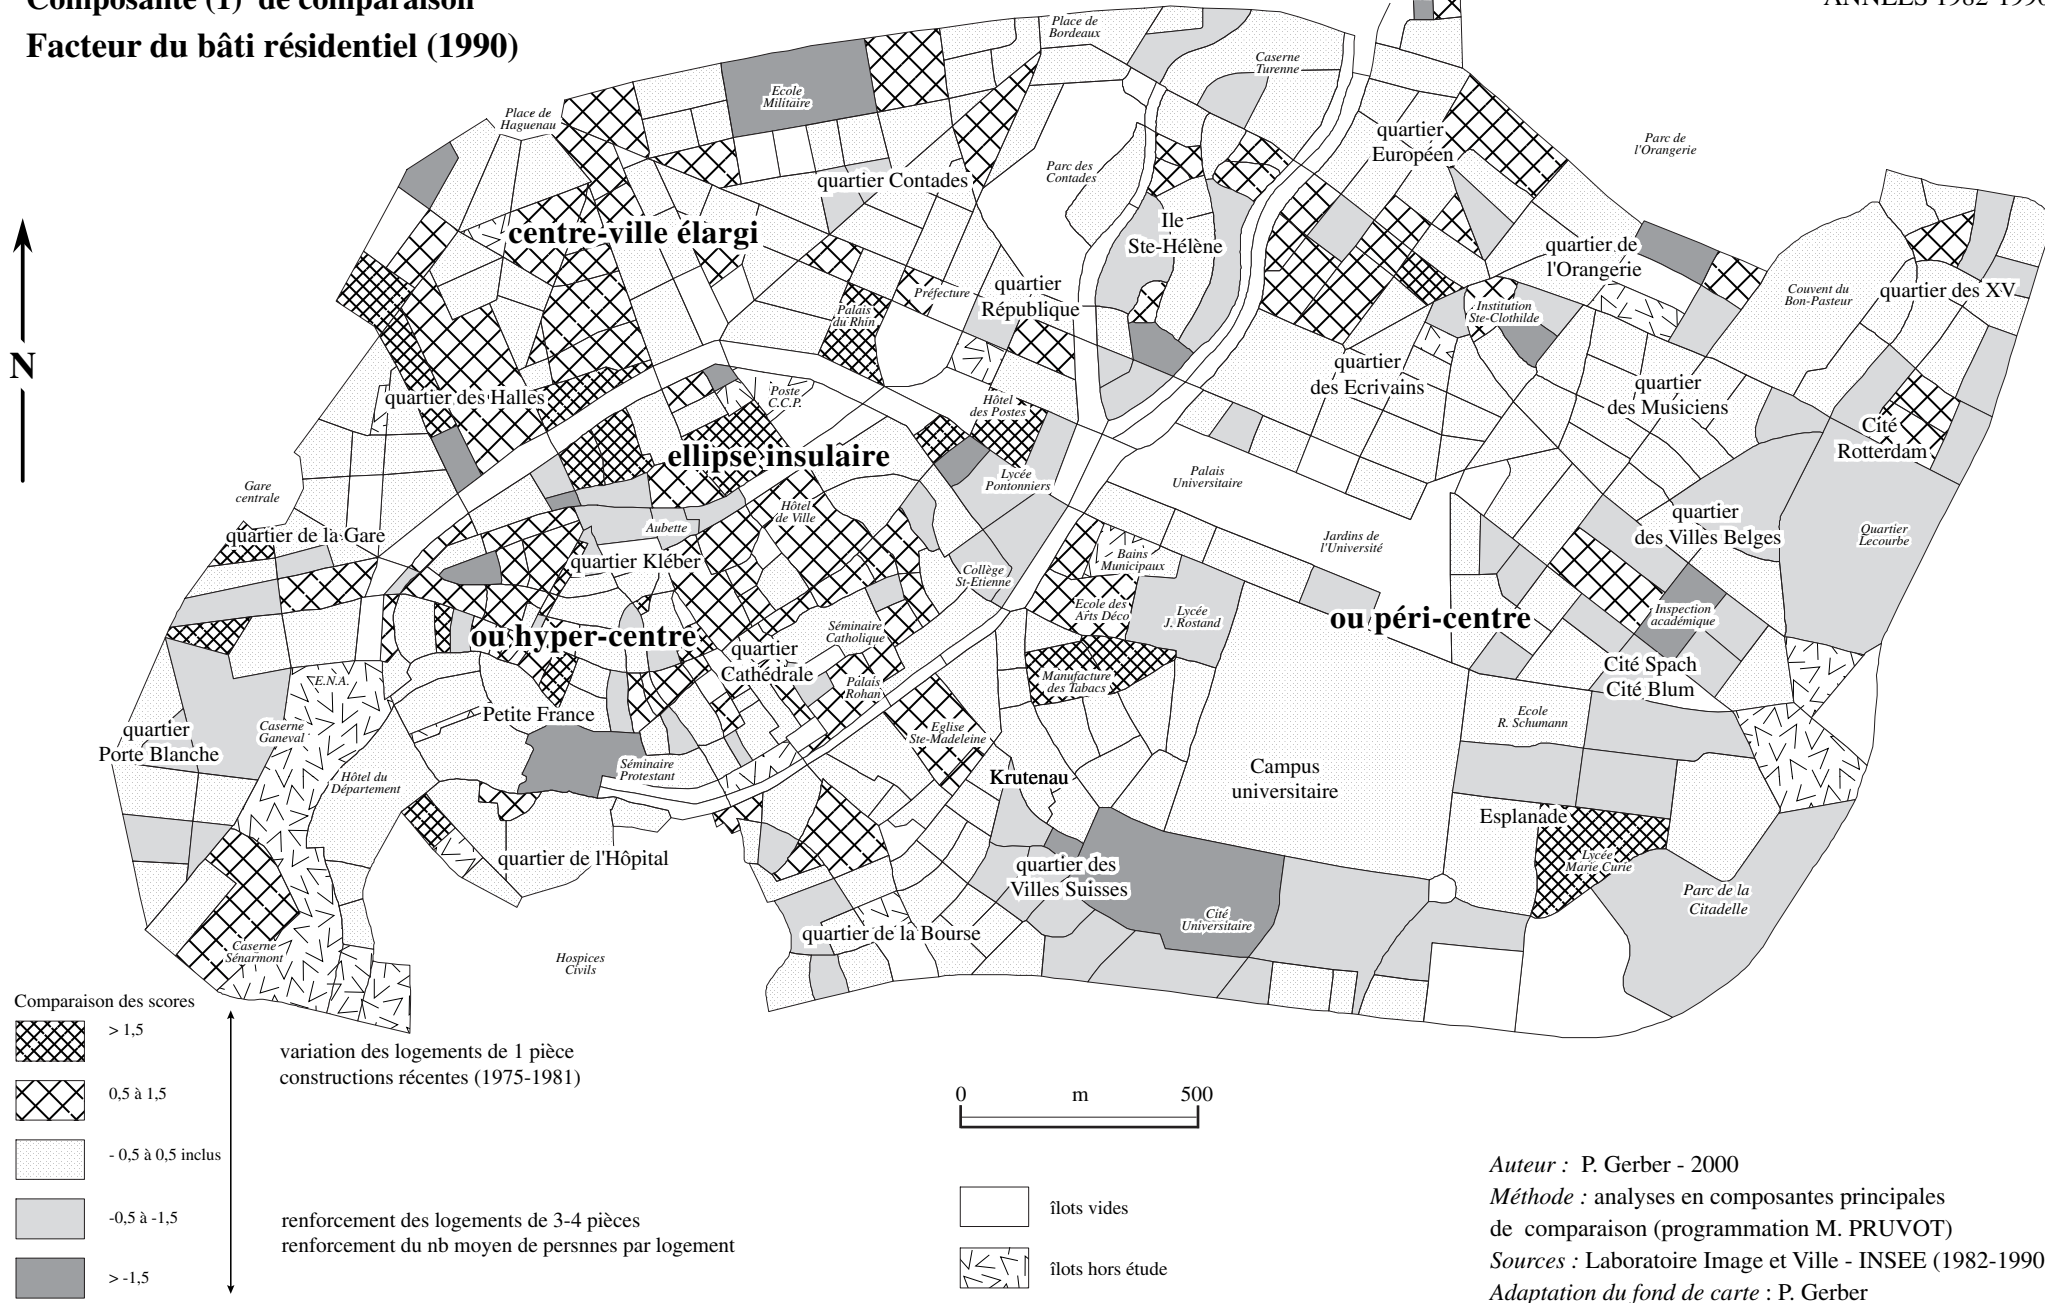 Composante (1) de comparaison
ANNEES 1982-1990
Facteur du bâti résidentiel (1990)
Place de
Bordeaux
Caserne
Turenne
Ecole
Militaire
Place de
Haguenau
quartier
Européen
Parc de
l'Orangerie
Parc des
Contades
quartier Contades
centre-ville élargi
Ile
Ste-Hélène
quartier de
l'Orangerie
quartier
République
Préfecture
Palais
du Rhin
Institution
Ste-Clothilde
Couvent du
Bon-Pasteur
quartier des XV
N
quartier
des Ecrivains
quartier
des Musiciens
quartier des Halles
Poste
C.C.P.
Hôtel
des Postes
Cité
Rotterdam
ellipse insulaire
Lycée
Pontonniers
Palais
Universitaire
Gare
centrale
Hôtel
de Ville
Aubette
quartier de la Gare
Jardins de
l'Université
quartier
des Villes Belges
Quartier
Lecourbe
quartier Kléber
Bains
Municipaux
Collège
St-Etienne
Ecole des
Arts Déco
Lycée
J. Rostand
ou péri-centre
Inspection
académique
ou hyper-centre
Séminaire
Catholique
quartier
Cathédrale
Palais
Rohan
Manufacture
des Tabacs
Cité Spach
Cité Blum
E.N.A.
Petite France
quartier
Porte Blanche
Caserne
Ganeval
Eglise
Ste-Madeleine
Ecole
R. Schumann
Hôtel du
Département
Séminaire
Protestant
Krutenau
Campus
universitaire
Esplanade
quartier de l'Hôpital
quartier des
Villes Suisses
Lycée
Marie Curie
Parc de la
Citadelle
Cité
Universitaire
quartier de la Bourse
Caserne
Sénarmont
Hospices
Civils
Comparaison des scores
> 1,5
0,5 à 1,5
- 0,5 à 0,5 inclus
-0,5 à -1,5
> -1,5
variation des logements de 1 pièce
constructions récentes (1975-1981)
renforcement des logements de 3-4 pièces
renforcement du nb moyen de persnnes par logement
0 m 500
îlots vides
îlots hors étude
Auteur : P. Gerber - 2000
Méthode : analyses en composantes principales
de comparaison (programmation M. PRUVOT)
Sources : Laboratoire Image et Ville - INSEE (1982-1990
Adaptation du fond de carte : P. Gerber